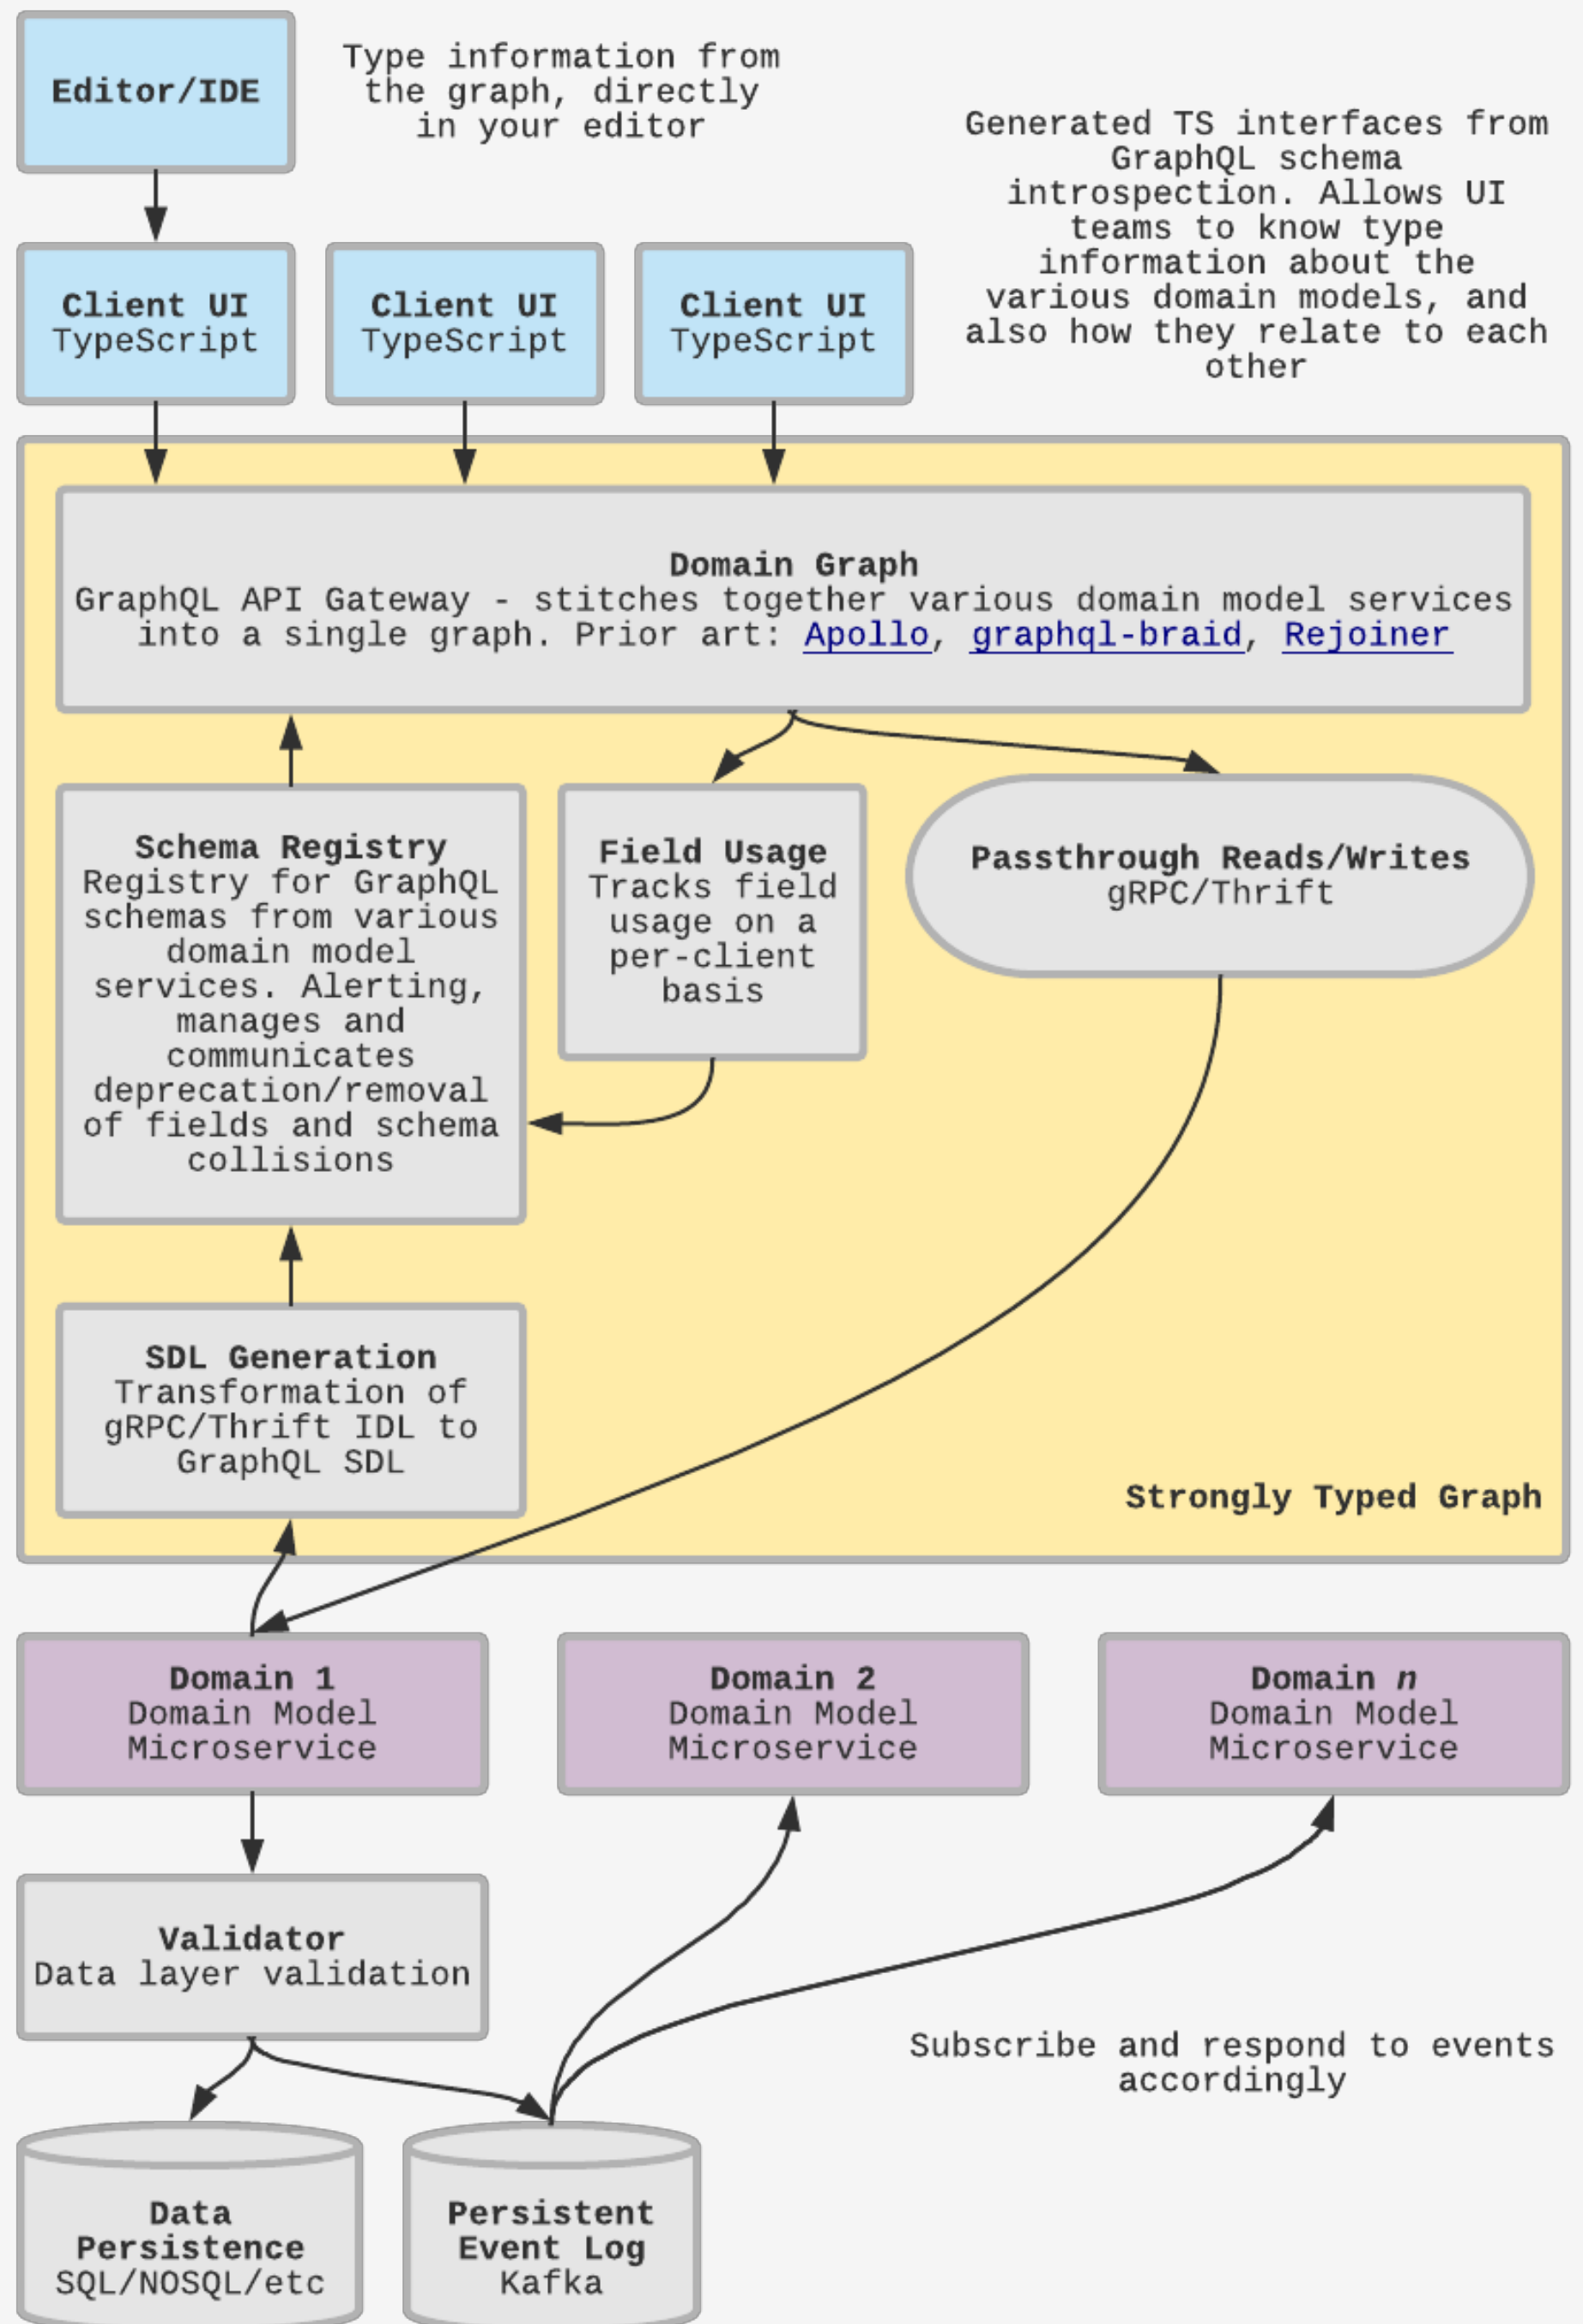 Editor/IDE
Type information from
the graph, directly
in your editor
Generated TS interfaces from
GraphQL schema
introspection. Allows UI
teams to know type
information about the
various domain models, and
also how they relate to each
other
Client UI
TypeScript
Client UI
TypeScript
Client UI
TypeScript
Domain Graph
GraphQL API Gateway - stitches together various domain model services
into a single graph. Prior art: Apollo, graphql-braid, Rejoiner
Schema Registry
Registry for GraphQL
schemas from various
domain model
services. Alerting,
manages and
communicates
deprecation/removal
of fields and schema
collisions
Field Usage
Tracks field
usage on a
per-client
basis
Passthrough Reads/Writes
gRPC/Thrift
SDL Generation
Transformation of
gRPC/Thrift IDL to
GraphQL SDL
Strongly Typed Graph
Domain 1
Domain Model
Microservice
Domain 2
Domain Model
Microservice
Domain n
Domain Model
Microservice
Validator
Data layer validation
Subscribe and respond to events
accordingly
Data
Persistence
SQL/NOSQL/etc
Persistent
Event Log
Kafka